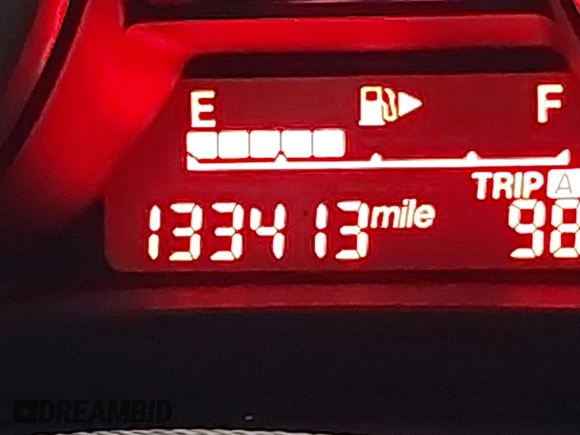 E F
TRIP A
133413 mile 98
DREAMBID